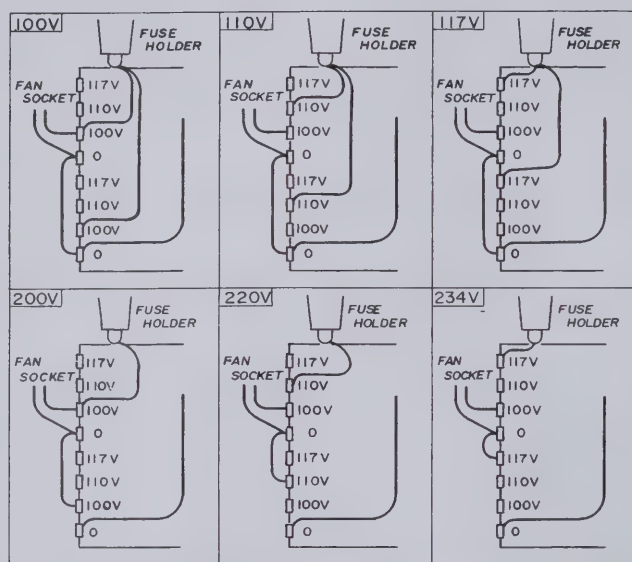 100V
FUSE
HOLDER
FAN
SOCKET
117V
110V
100V
0
117V
110V
100V
0
110V
FUSE
HOLDER
FAN
SOCKET
117V
110V
100V
0
117V
110V
100V
0
117V
FUSE
HOLDER
FAN
SOCKET
117V
110V
100V
0
117V
110V
100V
0
200V
FUSE
HOLDER
FAN
SOCKET
117V
110V
100V
0
117V
110V
100V
0
220V
FUSE
HOLDER
FAN
SOCKET
117V
110V
100V
0
117V
110V
100V
0
234V
FUSE
HOLDER
FAN
SOCKET
117V
110V
100V
0
117V
110V
100V
0